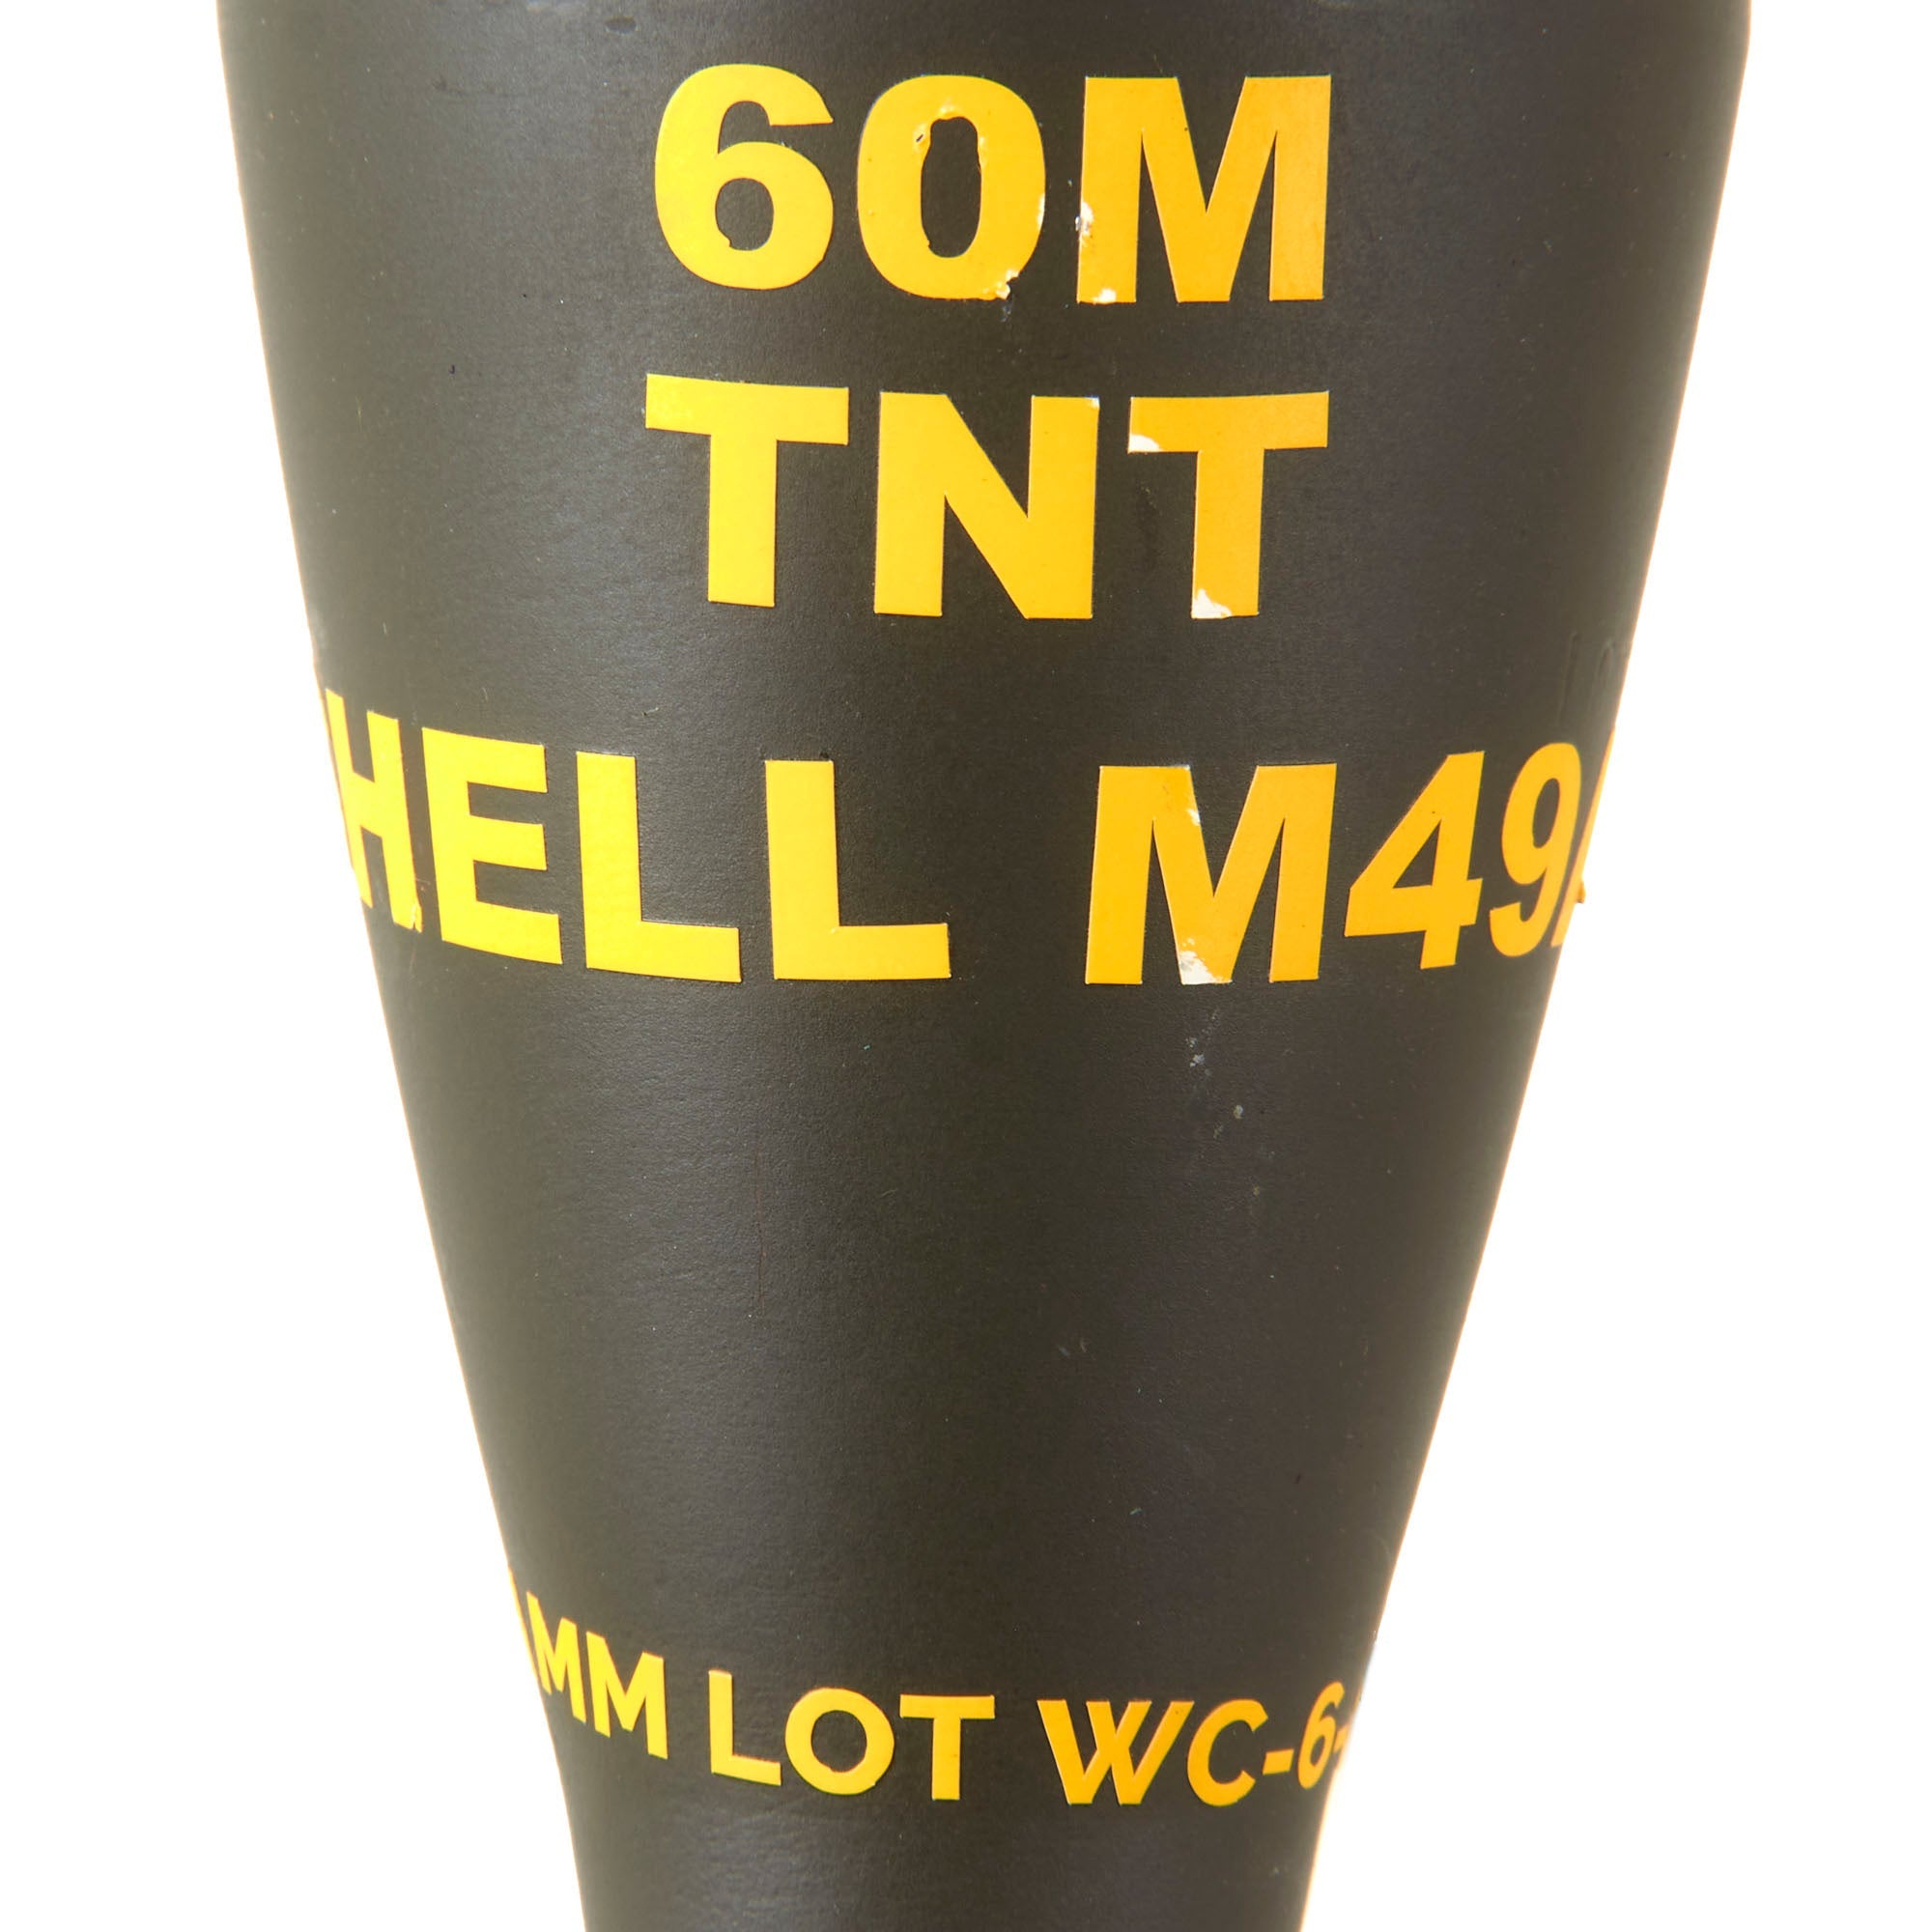 60M
TNT
HELL M49
MM LOT WC-6-